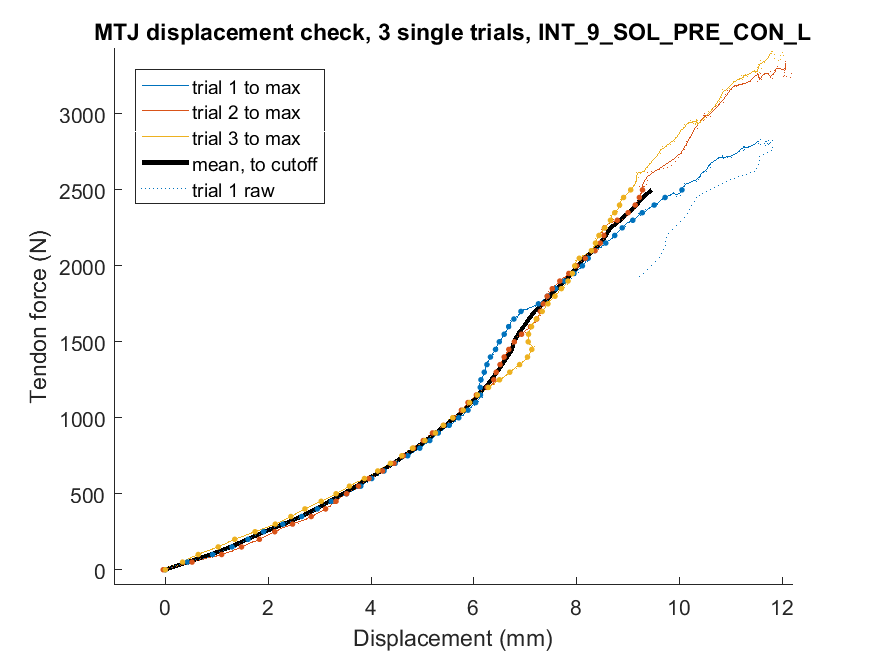 MTJ displacement check, 3 single trials, INT_9_SOL_PRE_CON_L
trial 1 to max
trial 2 to max
trial 3 to max
mean, to cutoff
trial 1 raw
Tendon force (N)
3000
2500
2000
1500
1000
500
0
0 2 4 6 8 10 12
Displacement (mm)